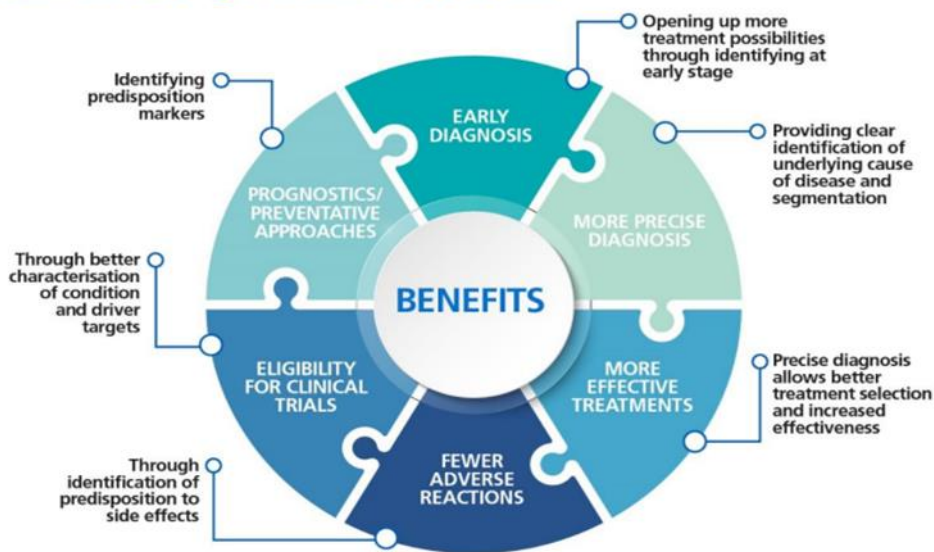 Opening up more
treatment possibilities
through identifying at
early stage
Identifying
predisposition
markers
EARLY
DIAGNOSIS
Providing clear
identification of
underlying cause
of disease and
segmentation
PROGNOSTICS/
PREVENTATIVE
APPROACHES
MORE PRECISE
DIAGNOSIS
Through better
characterisation
of condition
and driver
targets
BENEFITS
ELIGIBILITY
FOR CLINICAL
TRIALS
MORE
EFFECTIVE
TREATMENTS
Precise diagnosis
allows better
treatment selection
and increased
effectiveness
Through
identification of
predisposition to
side effects
FEWER
ADVERSE
REACTIONS